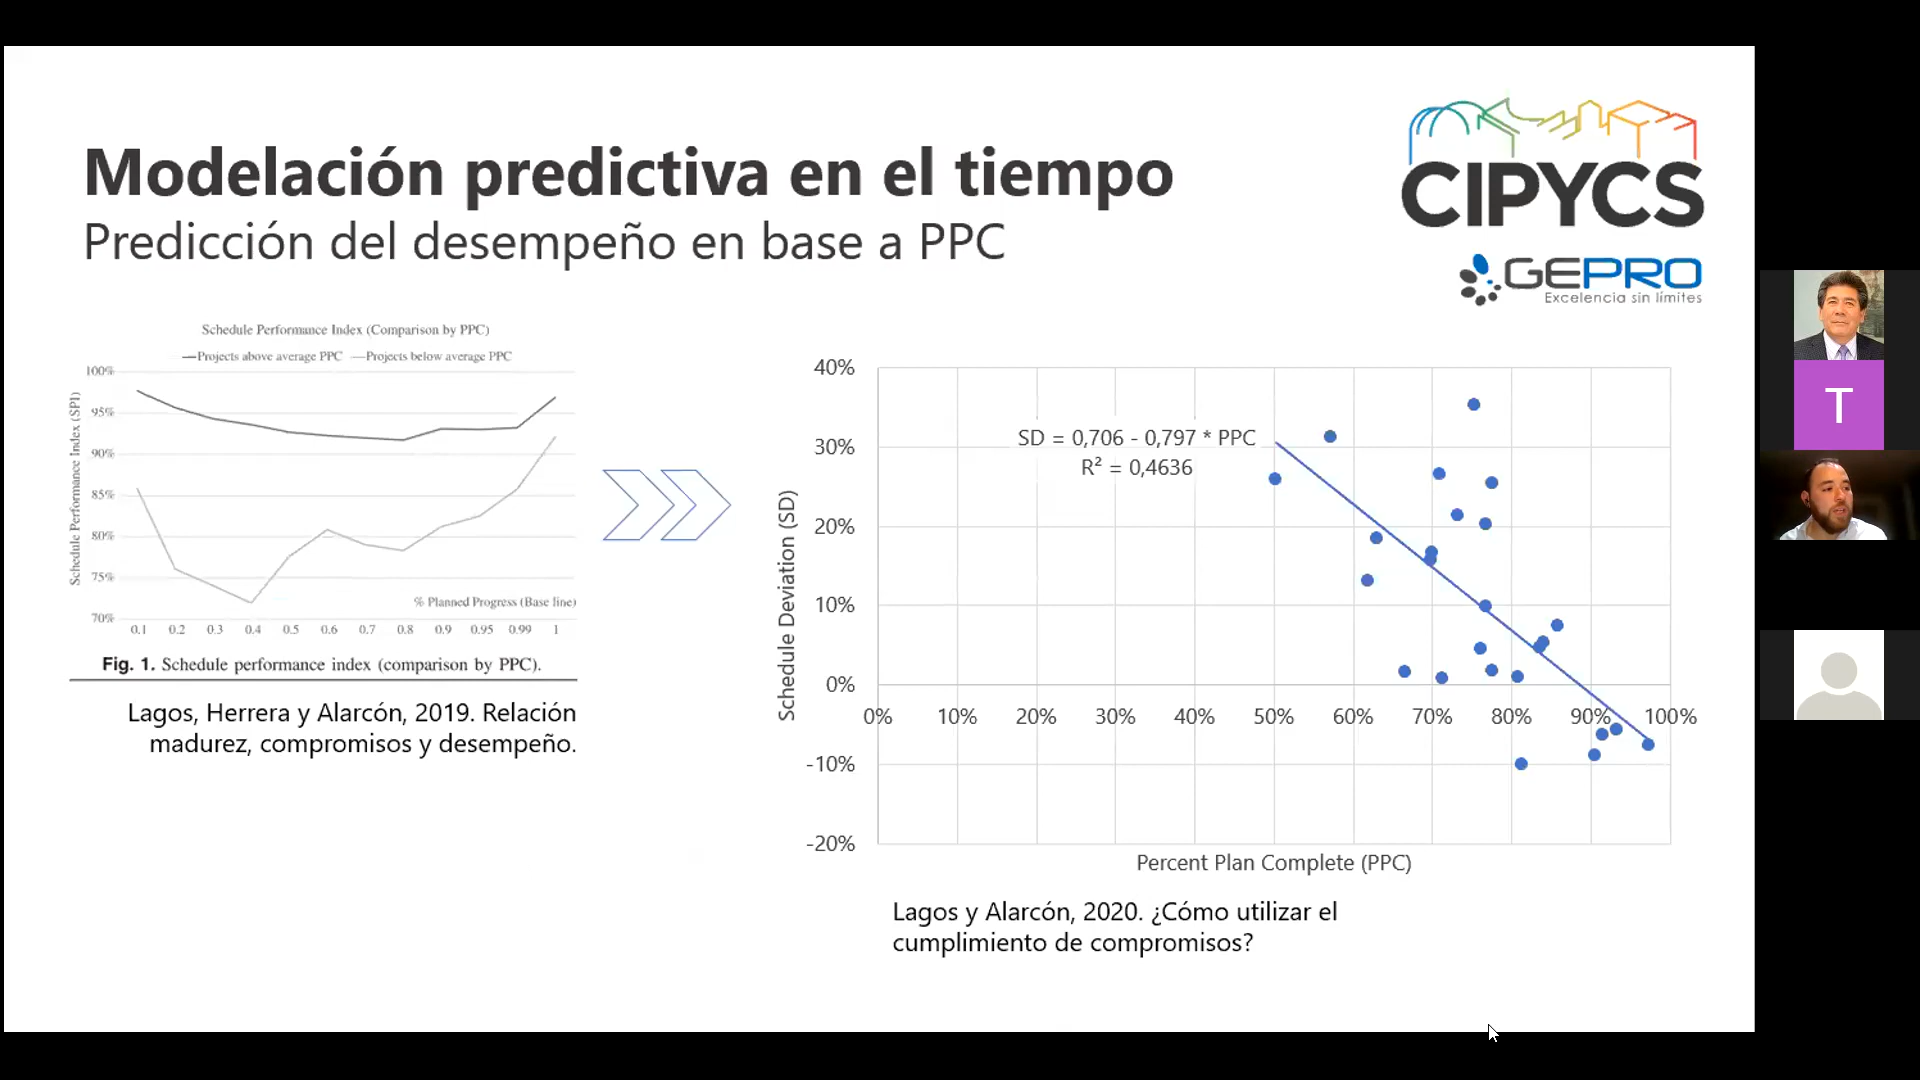 Modelación predictiva en el tiempo
Predicción del desempeño en base a PPC
CIPYCS
GEPRO
Excelencia sin límites
Schedule Performance Index (Comparison by PPC)
Projects above average PPC Projects below average PPC
Schedule Performance Index (SPI)
100%
95%
90%
85%
80%
75%
70%
% Planned Progress (Base line)
0.1 0.2 0.3 0.4 0.5 0.6 0.7 0.8 0.9 0.95 0.99 1
Fig. 1. Schedule performance index (comparison by PPC).
Lagos, Herrera y Alarcón, 2019. Relación
madurez, compromisos y desempeño.
Schedule Deviation (SD)
40%
30%
20%
10%
0%
-10%
-20%
SD = 0,706 - 0,797 * PPC
R² = 0,4636
0% 10% 20% 30% 40% 50% 60% 70% 80% 90% 100%
Percent Plan Complete (PPC)
Lagos y Alarcón, 2020. ¿Cómo utilizar el
cumplimiento de compromisos?
T